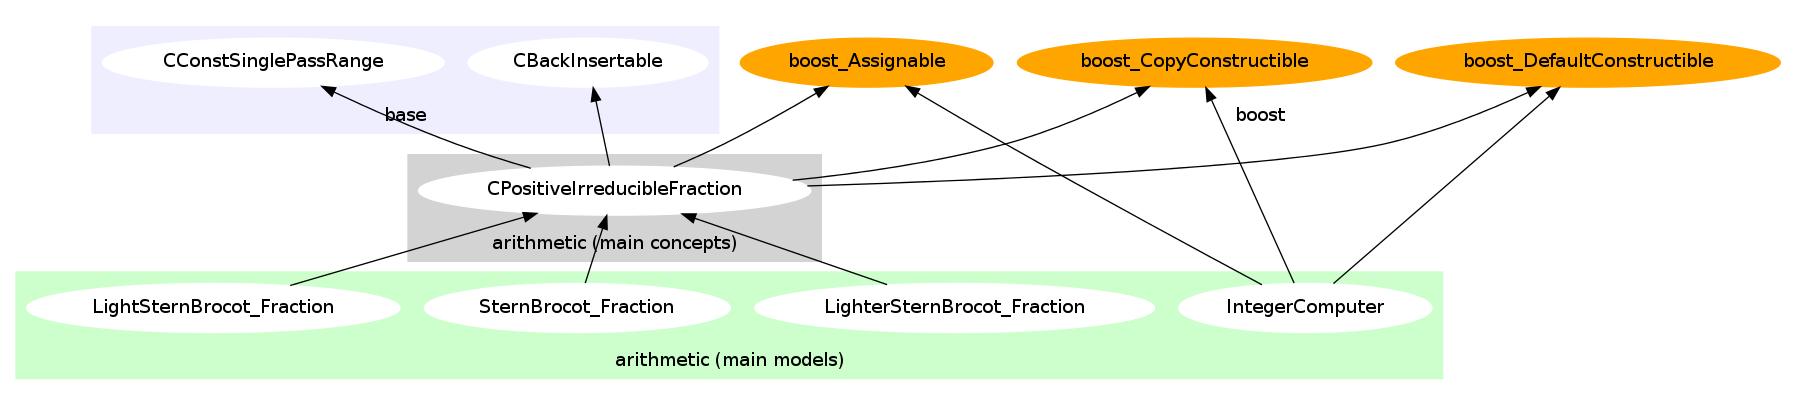 CConstSinglePassRange
CBackInsertable
boost_Assignable
boost_CopyConstructible
boost_DefaultConstructible
base
boost
CPositiveIrreducibleFraction
arithmetic (main concepts)
LightSternBrocot_Fraction
SternBrocot_Fraction
LighterSternBrocot_Fraction
IntegerComputer
arithmetic (main models)